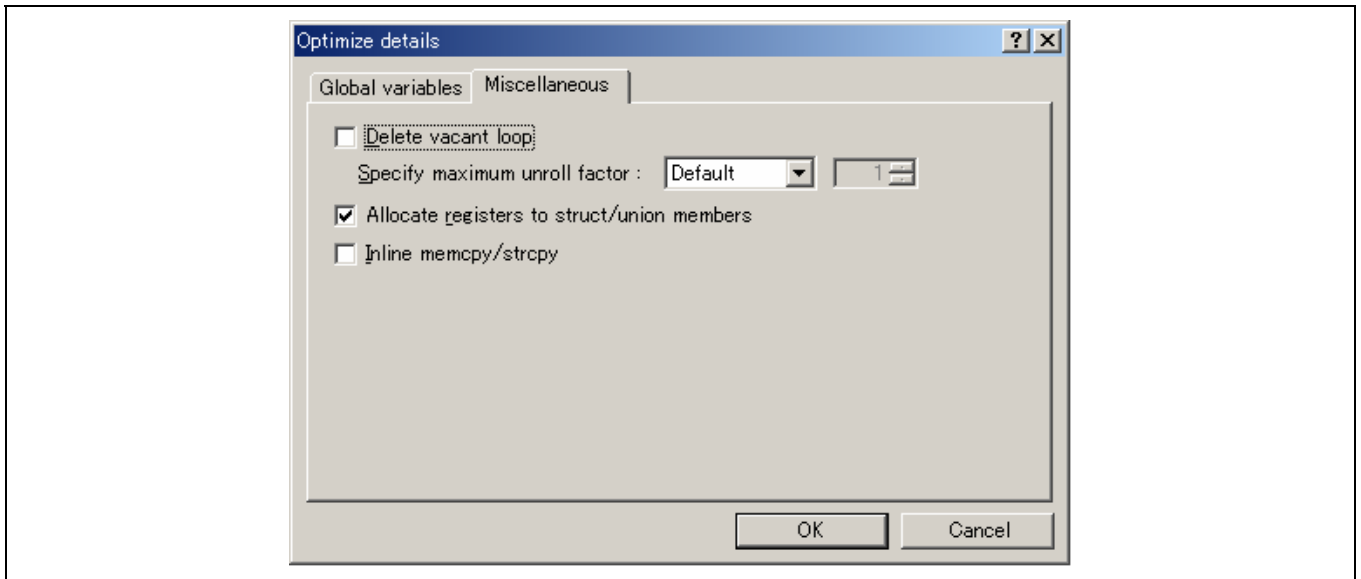 Optimize details
Global variables Miscellaneous
Delete vacant loop
Specify maximum unroll factor : Default 1
Allocate registers to struct/union members
Inline memcpy/strcpy
OK Cancel